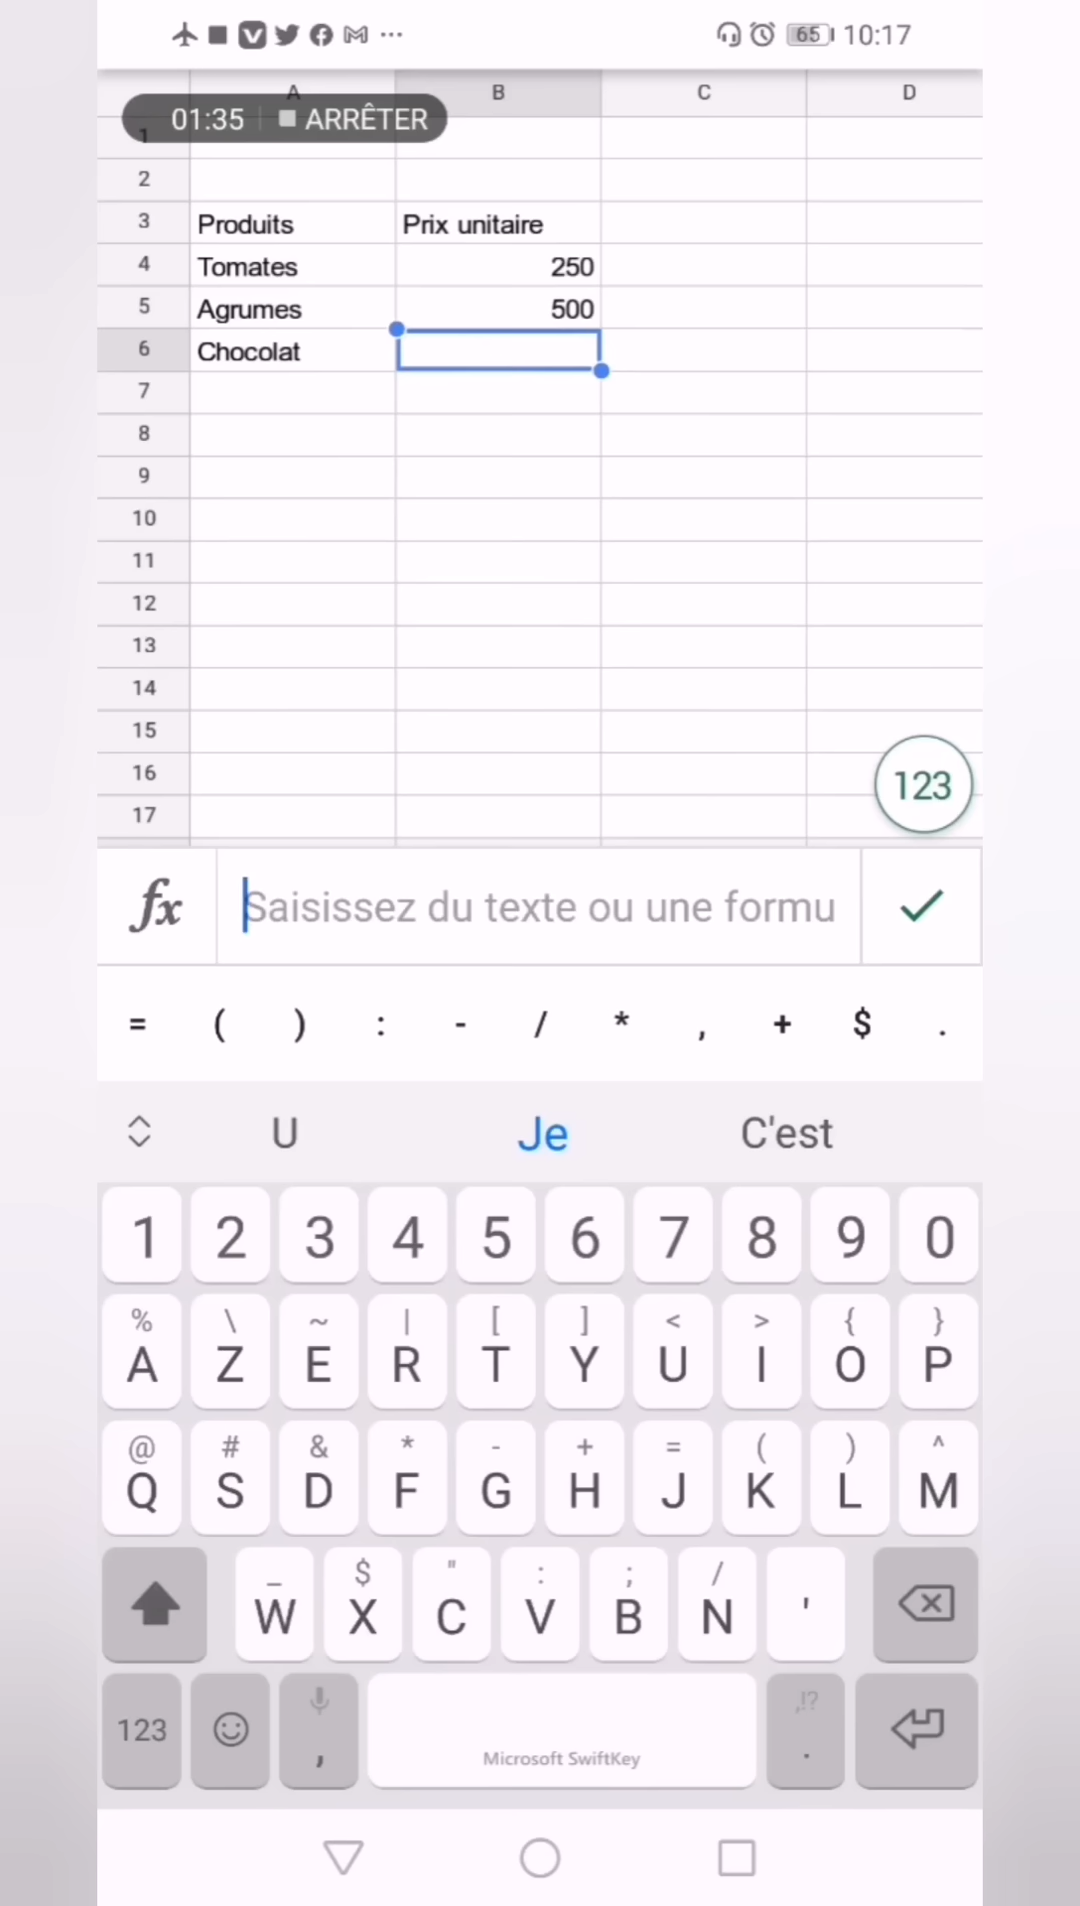 65 10:17
A B C D
01:35 ■ ARRÊTER
1
2
3 Produits Prix unitaire
4 Tomates 250
5 Agrumes 500
6 Chocolat
7
8
9
10
11
12
13
14
15
16
17
123
fx Saisissez du texte ou une formu
= ( ) : - / * , + $ .
U Je C'est
1 2 3 4 5 6 7 8 9 0
% \ ~ | [ ] < > { }
A Z E R T Y U I O P
@ # & * - + = ( ) ^
Q S D F G H J K L M
_ $ " : ; /
W X C V B N '
,!?
123 , Microsoft SwiftKey .